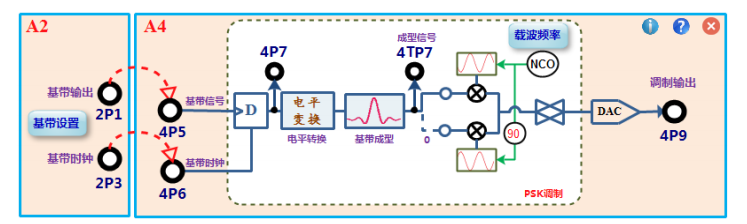 A2
基带输出
2P1
基带设置
基带时钟
2P3
A4
基带信号
4P5
基带时钟
4P6
>D
4P7
电平
变换
电平转换
基带成型
成型信号
4TP7
0
载波频率
NCO
90
PSK调制
DAC
调制输出
4P9
i
?